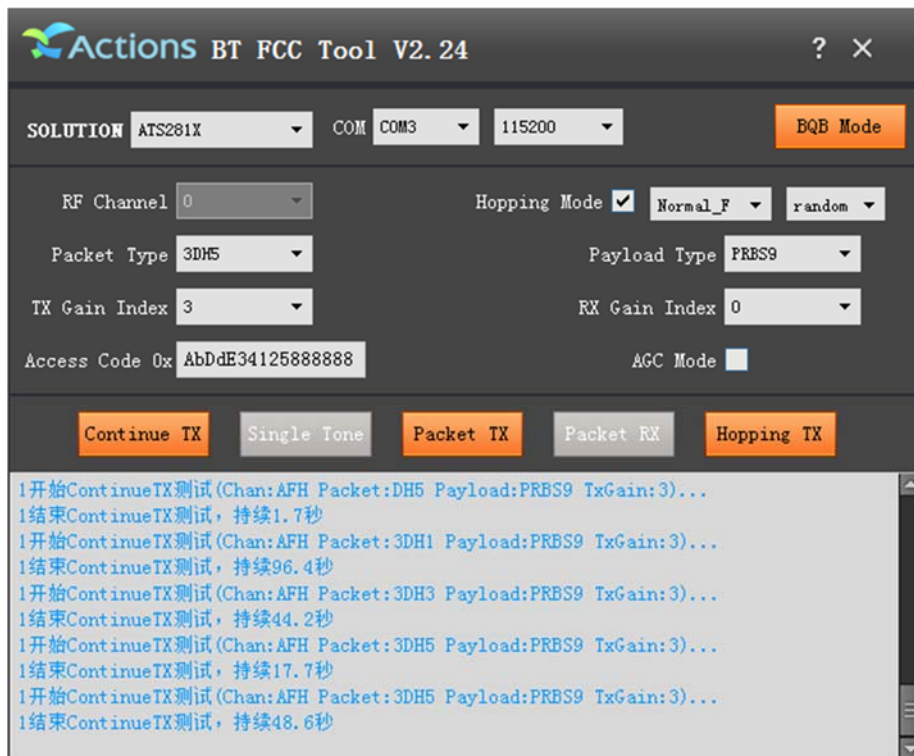 Actions BT FCC Tool V2.24 ? ×
SOLUTION ATS281X COM COM3 115200 BQB Mode
RF Channel 0 Hopping Mode Normal_F random
Packet Type 3DH5 Payload Type PRBS9
TX Gain Index 3 RX Gain Index 0
Access Code 0x AbDdE34125888888 AGC Mode
Continue TX Single Tone Packet TX Packet RX Hopping TX
1开始ContinueTX测试(Chan:AFH Packet:DH5 Payload:PRBS9 TxGain:3)...
1结束ContinueTX测试，持续1.7秒
1开始ContinueTX测试(Chan:AFH Packet:3DH1 Payload:PRBS9 TxGain:3)...
1结束ContinueTX测试，持续96.4秒
1开始ContinueTX测试(Chan:AFH Packet:3DH3 Payload:PRBS9 TxGain:3)...
1结束ContinueTX测试，持续44.2秒
1开始ContinueTX测试(Chan:AFH Packet:3DH5 Payload:PRBS9 TxGain:3)...
1结束ContinueTX测试，持续17.7秒
1开始ContinueTX测试(Chan:AFH Packet:3DH5 Payload:PRBS9 TxGain:3)...
1结束ContinueTX测试，持续48.6秒